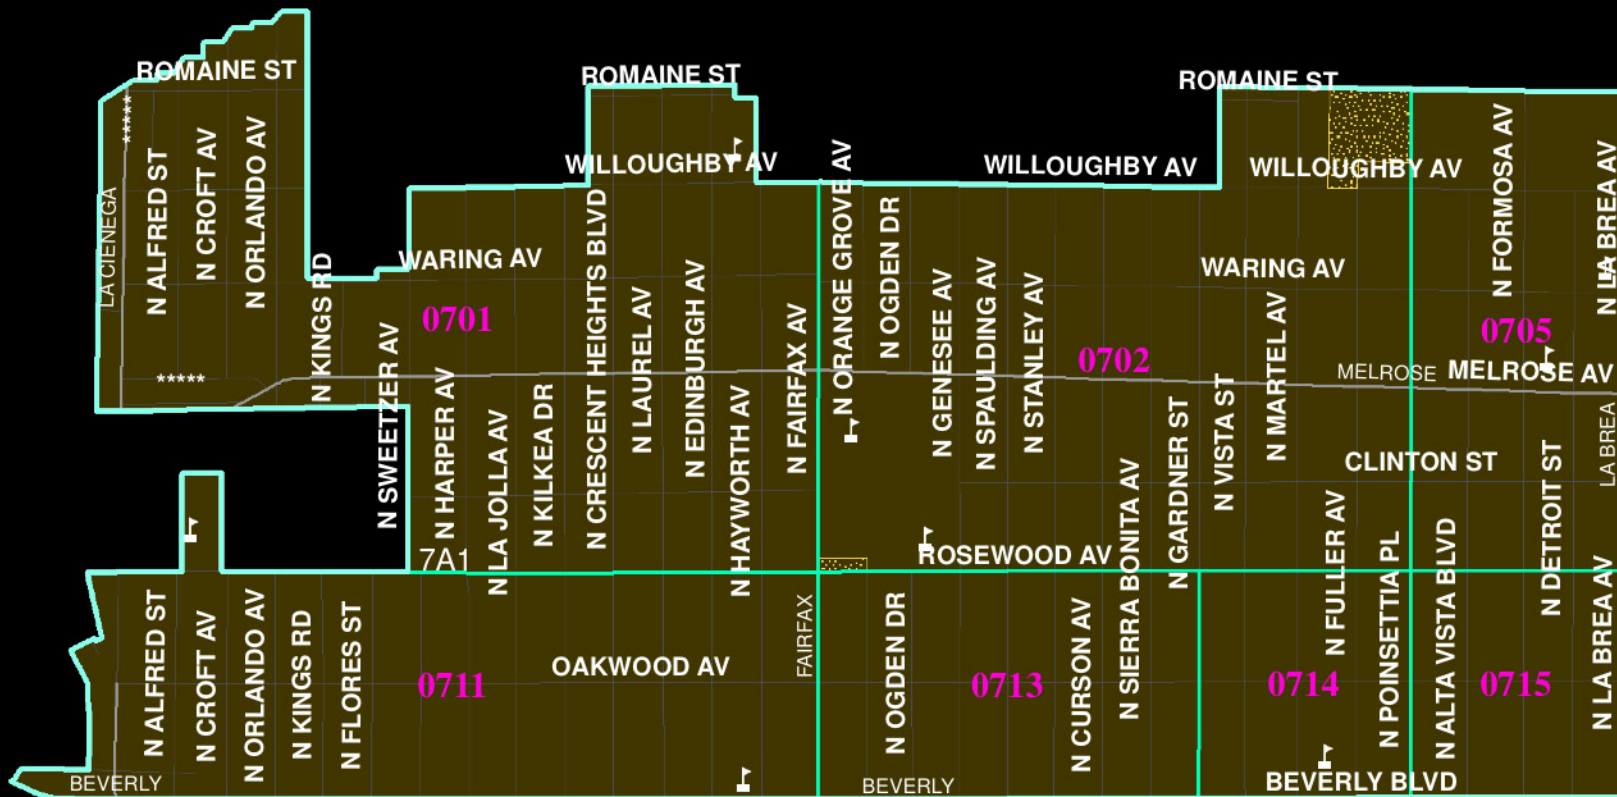 ROMAINE ST
ROMAINE ST
ROMAINE ST
*****
WILLOUGHBY AV
WILLOUGHBY AV
WILLOUGHBY AV
LA CIENEGA
N ALFRED ST
N CROFT AV
N ORLANDO AV
N KINGS RD
WARING AV
0701
N SWEETZER AV
N HARPER AV
N LA JOLLA AV
N KILKEA DR
N CRESCENT HEIGHTS BLVD
N LAUREL AV
N EDINBURGH AV
N HAYWORTH AV
N FAIRFAX AV
N ORANGE GROVE AV
N OGDEN DR
N GENESEE AV
N SPAULDING AV
N STANLEY AV
0702
WARING AV
N SIERRA BONITA AV
N GARDNER ST
N VISTA ST
N MARTEL AV
N FORMOSA AV
N LA BREA AV
0705
MELROSE
MELROSE AV
*****
CLINTON ST
LA BREA
N FULLER AV
N POINSETTIA PL
N ALTA VISTA BLVD
N DETROIT ST
7A1
ROSEWOOD AV
N ALFRED ST
N CROFT AV
N ORLANDO AV
N KINGS RD
N FLORES ST
0711
OAKWOOD AV
FAIRFAX
N OGDEN DR
0713
N CURSON AV
0714
0715
N LA BREA AV
BEVERLY
BEVERLY
BEVERLY BLVD